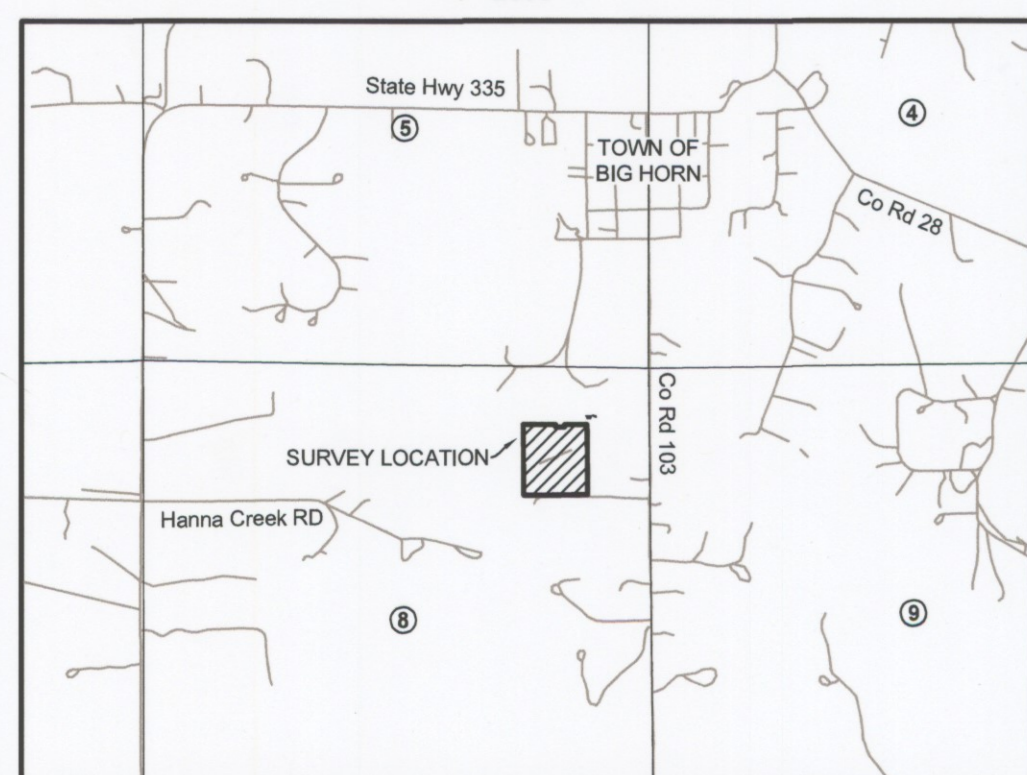 State Hwy 335
5
4
TOWN OF
BIG HORN
Co Rd 28
Co Rd 103
SURVEY LOCATION
Hanna Creek RD
8
9